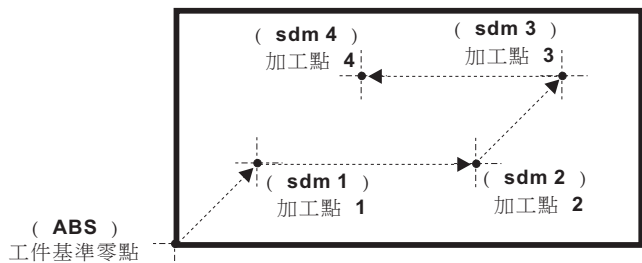 ( sdm 4 )
加工點 4
( sdm 3 )
加工點 3
( sdm 1 )
加工點 1
( sdm 2 )
加工點 2
( ABS )
工件基準零點